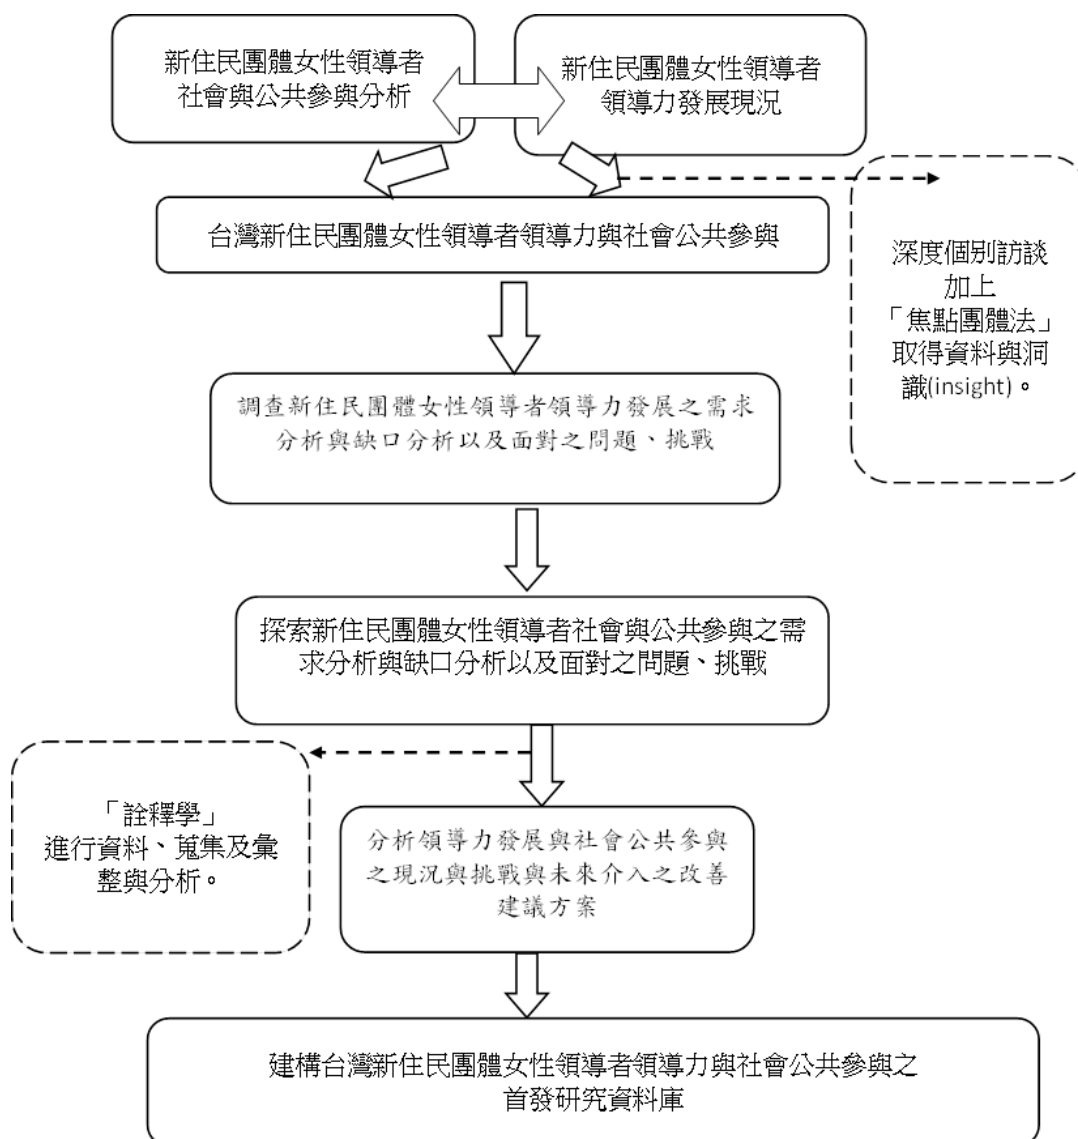 新住民團體女性領導者
社會與公共參與分析
新住民團體女性領導者
領導力發展現況
台灣新住民團體女性領導者領導力與社會公共參與
深度個別訪談
加上
「焦點團體法」
取得資料與洞
識(insight)。
調查新住民團體女性領導者領導力發展之需求
分析與缺口分析以及面對之問題、挑戰
探索新住民團體女性領導者社會與公共參與之需
求分析與缺口分析以及面對之問題、挑戰
「詮釋學」
進行資料、蒐集及彙
整與分析。
分析領導力發展與社會公共參與
之現況與挑戰與未來介入之改善
建議方案
建構台灣新住民團體女性領導者領導力與社會公共參與之
首發研究資料庫